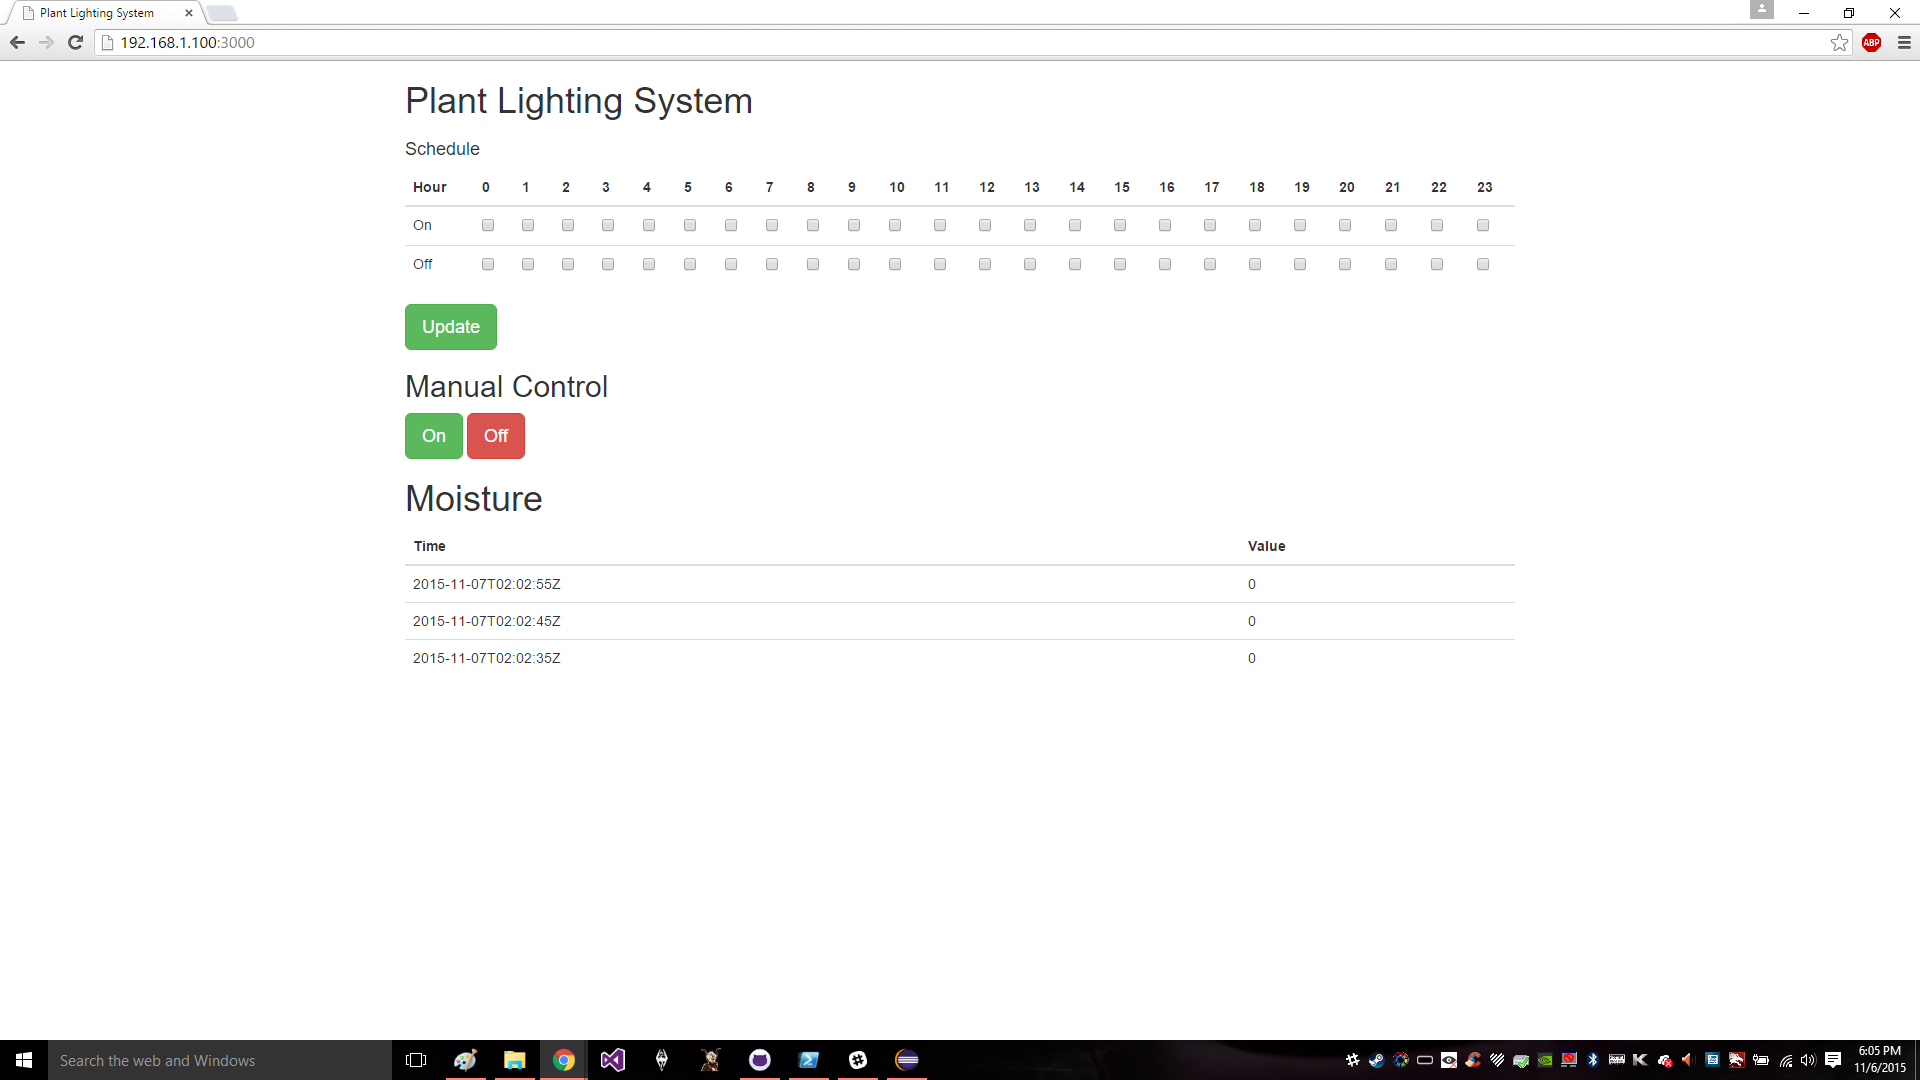 Plant Lighting System
192.168.1.100:3000
ABP
Plant Lighting System
Schedule
Hour 0 1 2 3 4 5 6 7 8 9 10 11 12 13 14 15 16 17 18 19 20 21 22 23
On
Off
Update
Manual Control
On Off
Moisture
Time Value
2015-11-07T02:02:55Z 0
2015-11-07T02:02:45Z 0
2015-11-07T02:02:35Z 0
Search the web and Windows
6:05 PM
11/6/2015